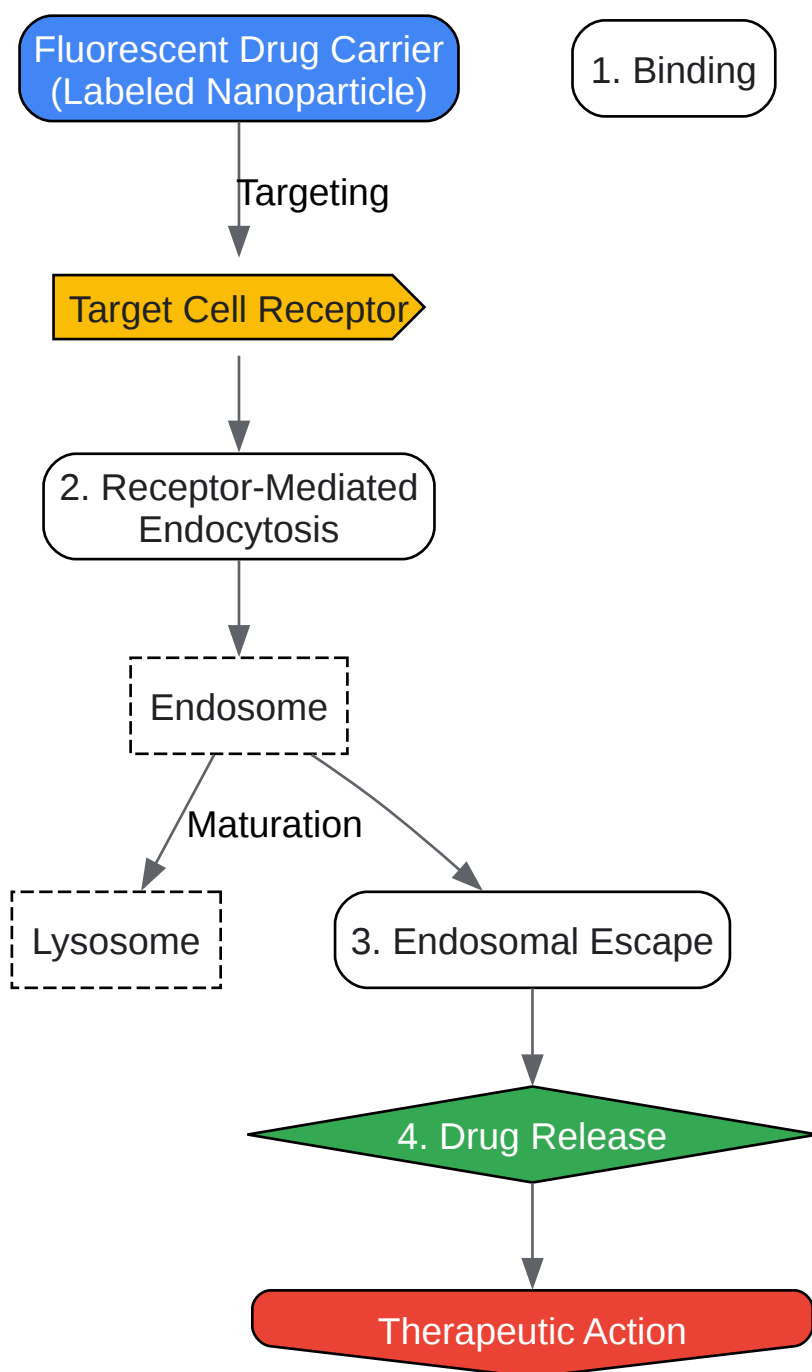 Fluorescent Drug Carrier
(Labeled Nanoparticle)
1. Binding
Targeting
Target Cell Receptor
2. Receptor-Mediated
Endocytosis
Endosome
Maturation
Lysosome
3. Endosomal Escape
4. Drug Release
Therapeutic Action